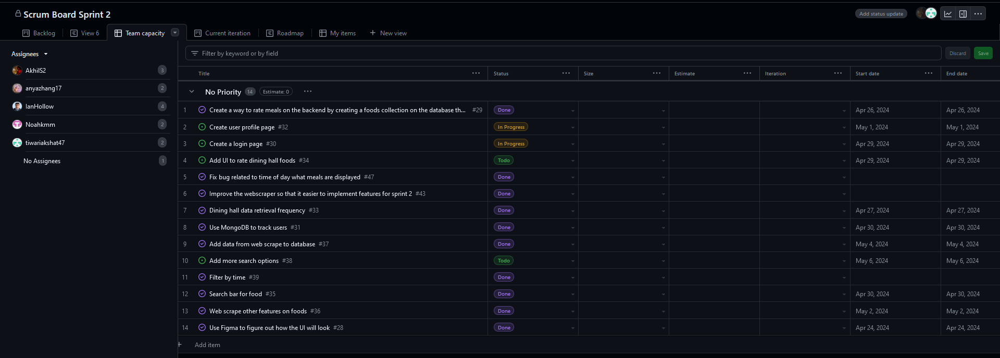 Scrum Board Sprint 2
Add status update
Backlog View 6 Team capacity Current iteration Roadmap My items New view
Assignees
AkhilS2 3
anyazhang17 2
IanHollow 4
Noahkmm 2
tiwariakshat47 2
No Assignees 1
Filter by keyword or by field Discard Save
Title Status Size Estimate Iteration Start date End date
No Priority 14 Estimate: 0
1 Create a way to rate meals on the backend by creating a foods collection on the database th... #29 Done Apr 26, 2024 Apr 26, 2024
2 Create user profile page #32 In Progress May 1, 2024 May 1, 2024
3 Create a login page #30 In Progress Apr 29, 2024 Apr 29, 2024
4 Add UI to rate dining hall foods #34 Todo Apr 29, 2024 Apr 29, 2024
5 Fix bug related to time of day what meals are displayed #47 Done
6 Improve the webscraper so that it easier to implement features for sprint 2 #43 Done
7 Dining hall data retrieval frequency #33 Done Apr 27, 2024 Apr 27, 2024
8 Use MongoDB to track users #31 Done Apr 30, 2024 Apr 30, 2024
9 Add data from web scrape to database #37 Done May 4, 2024 May 4, 2024
10 Add more search options #38 Todo May 6, 2024 May 6, 2024
11 Filter by time #39 Done
12 Search bar for food #35 Done Apr 30, 2024 Apr 30, 2024
13 Web scrape other features on foods #36 Done May 2, 2024 May 2, 2024
14 Use Figma to figure out how the UI will look #28 Done Apr 24, 2024 Apr 24, 2024
+ Add item